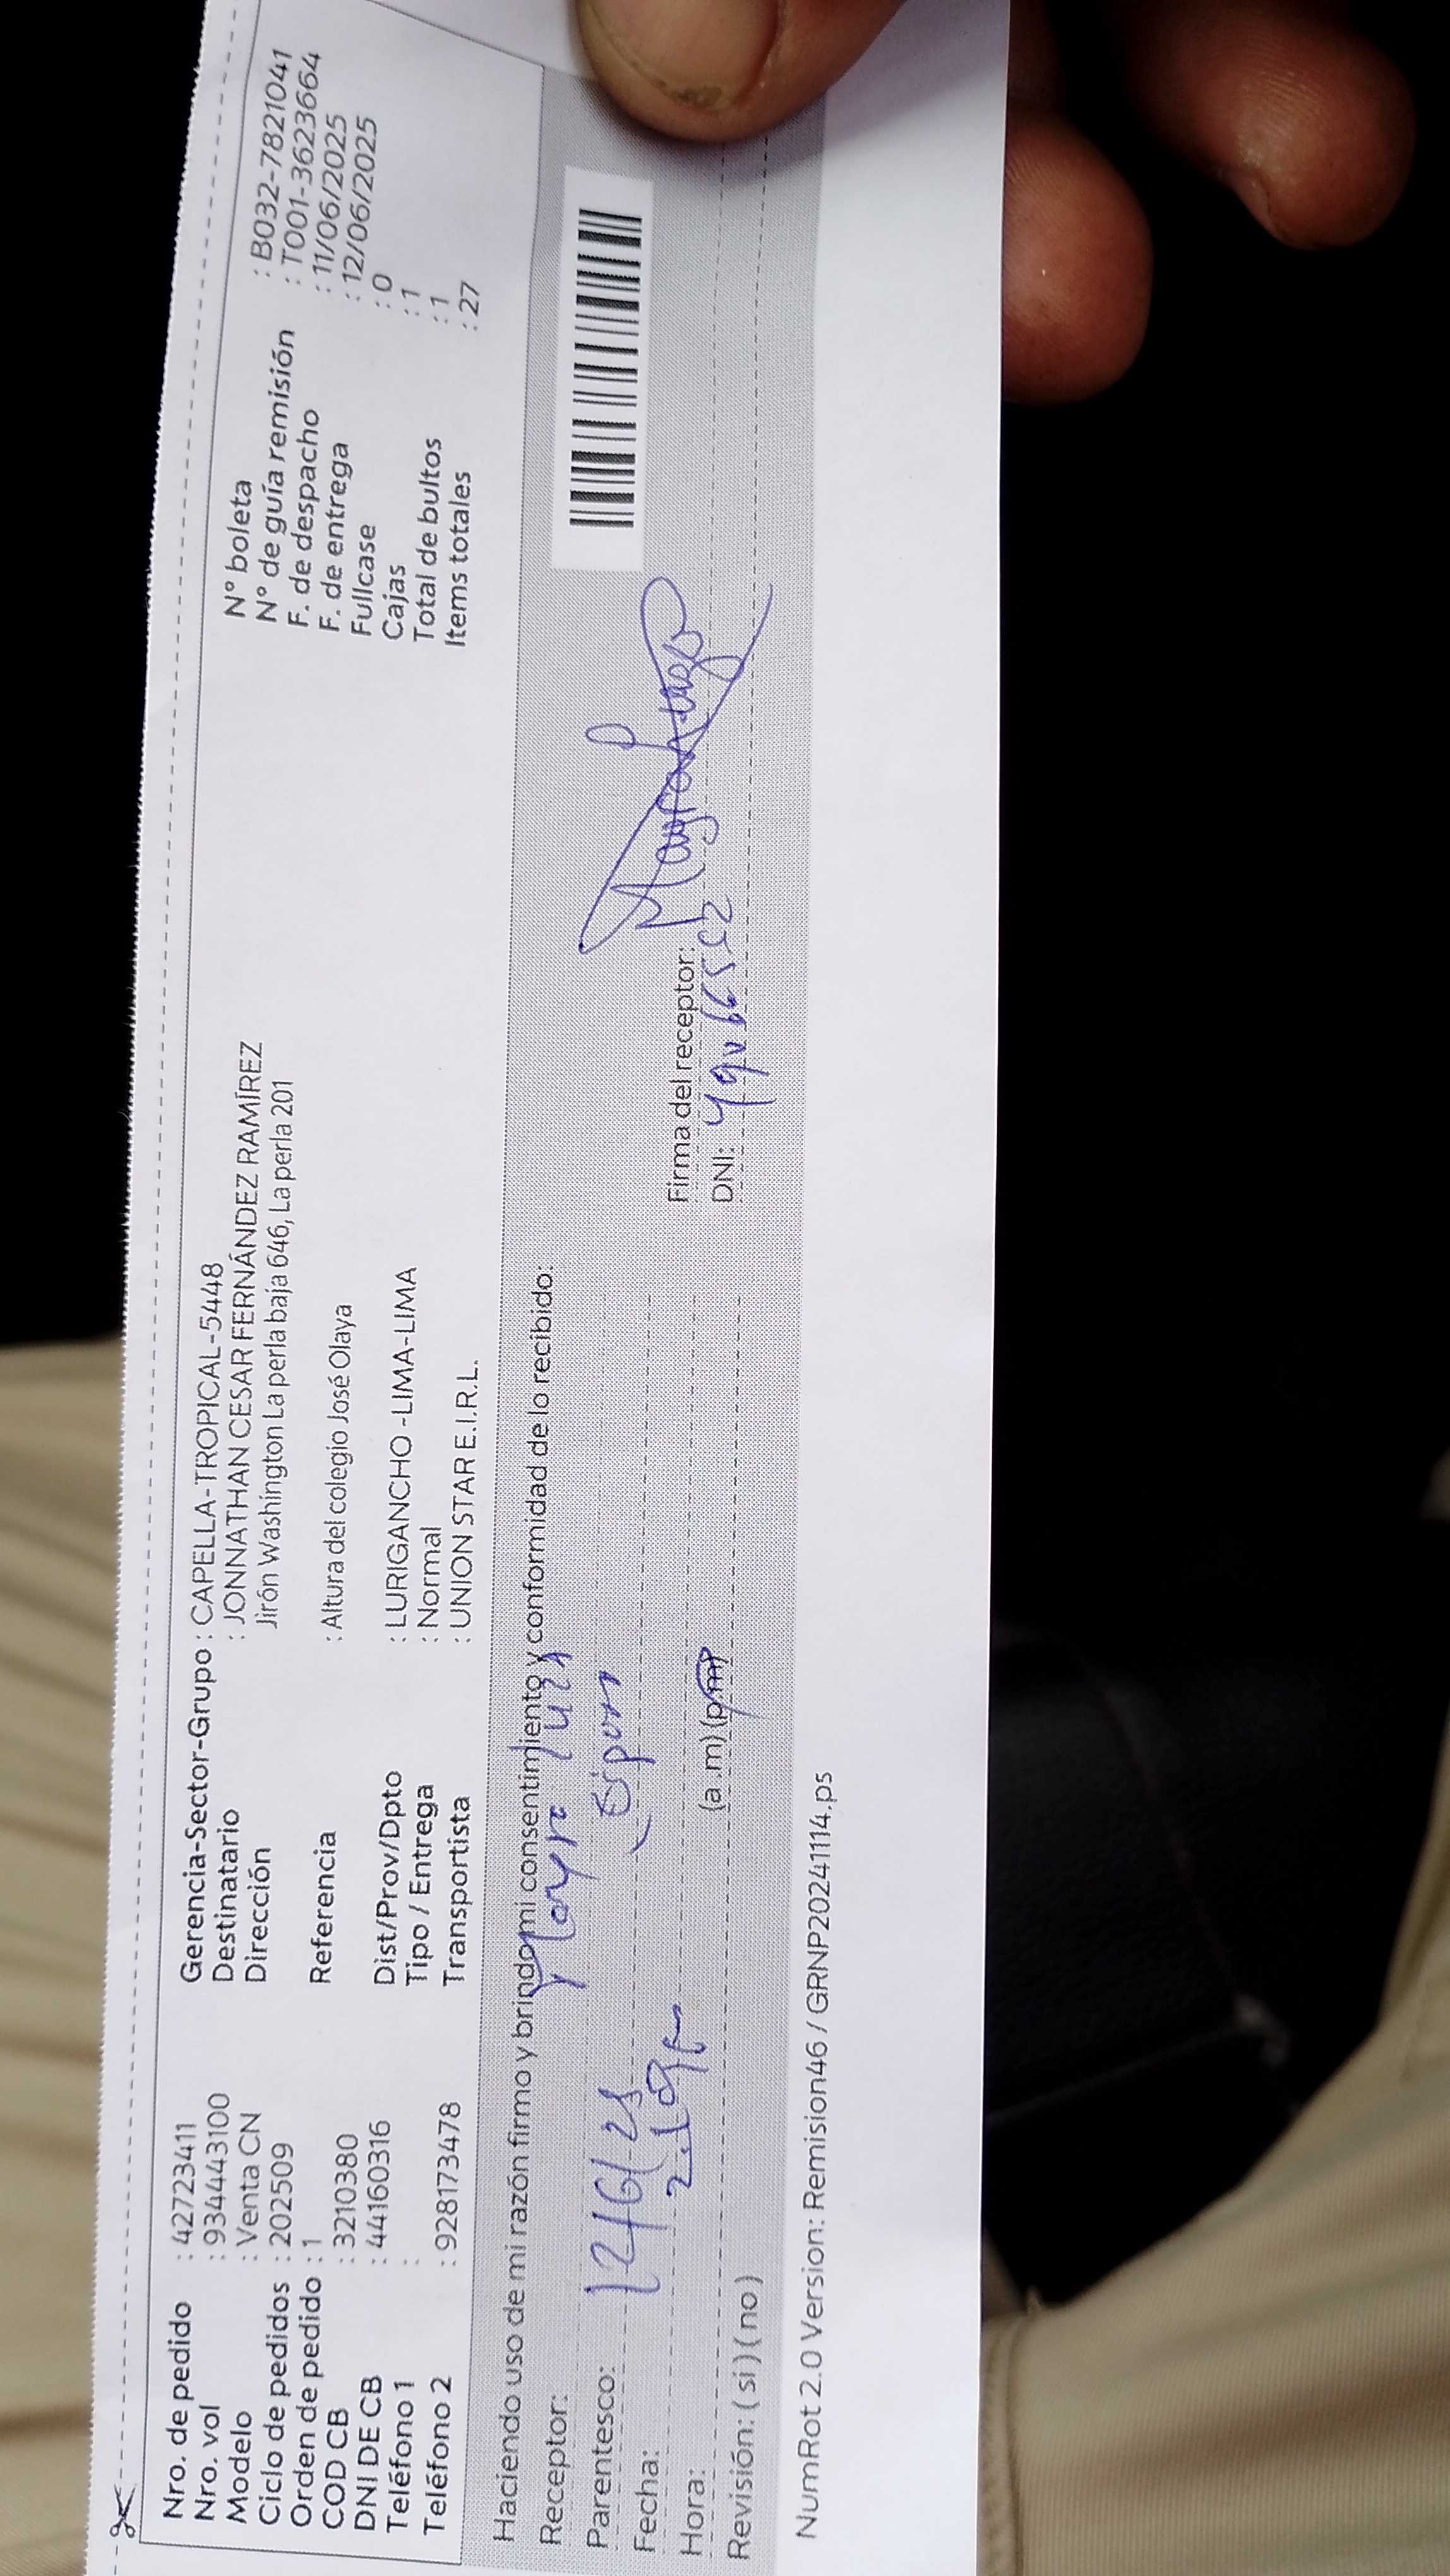 Nro. de pedido : 42723411
Nro. vol : 934443100
Modelo : Venta CN
Ciclo de pedidos : 202509
Orden de pedido : 1
COD CB : 3210380
DNI DE CB : 44160316
Teléfono 1 :
Teléfono 2 : 928173478
Gerencia-Sector-Grupo : CAPELLA-TROPICAL-5448
Destinatario : JONNATHAN CESAR FERNÁNDEZ RAMÍREZ
Dirección Jirón Washington La perla baja 646, La perla 201
Referencia : Altura del colegio José Olaya
Dist/Prov/Dpto : LURIGANCHO -LIMA-LIMA
Tipo / Entrega : Normal
Transportista : UNION STAR E.I.R.L.
N° boleta : B032-7821041
N° de guía remisión : T001-3623664
F. de despacho : 11/06/2025
F. de entrega : 12/06/2025
Fullcase : 0
Cajas : 1
Total de bultos : 1
Items totales : 27
Haciendo uso de mi razón firmo y brindo mi consentimiento y conformidad de lo recibido:
Receptor:
Parentesco:
Fecha: 12/6/25
Hora: (a.m) (p.m)
Revisión: ( si ) ( no )
Firma del receptor:
DNI:
NumRot 2.0 Version: Remision46 / GRNP20241114.ps